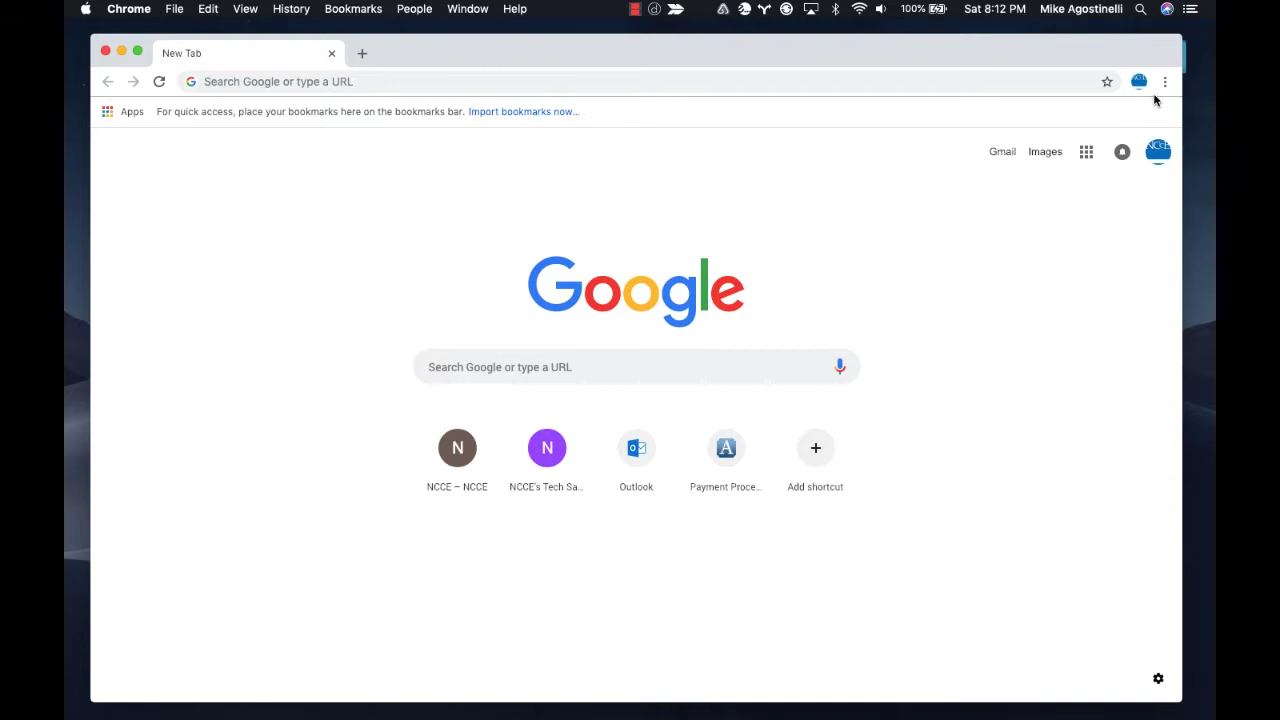 Chrome File Edit View History Bookmarks People Window Help 100% Sat 8:12 PM Mike Agostinelli
New Tab
Search Google or type a URL
Apps For quick access, place your bookmarks here on the bookmarks bar. Import bookmarks now...
Gmail Images NCCE
Google
Search Google or type a URL
N N A
NCCE – NCCE NCCE's Tech Sa... Outlook Payment Proce... Add shortcut